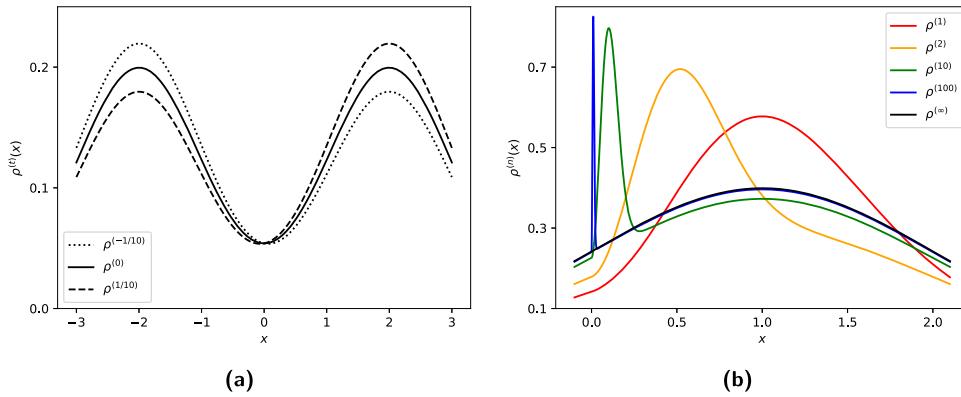 0.2
0.1
0.0
ρ^(t)(x)
ρ^(−1/10)
ρ^(0)
ρ^(1/10)
−3 −2 −1 0 1 2 3
x
(a)
0.7
0.5
0.3
0.1
ρ^(n)(x)
ρ^(1)
ρ^(2)
ρ^(10)
ρ^(100)
ρ^(∞)
0.0 0.5 1.0 1.5 2.0
x
(b)